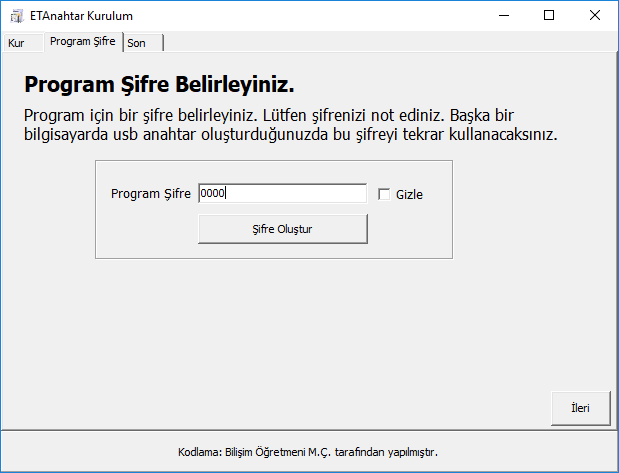 ETAnahtar Kurulum
Kur
Program Şifre
Son
Program Şifre Belirleyiniz.
Program için bir şifre belirleyiniz. Lütfen şifrenizi not ediniz. Başka bir
bilgisayarda usb anahtar oluşturduğunuzda bu şifreyi tekrar kullanacaksınız.
Program Şifre
0000
Gizle
Şifre Oluştur
İleri
Kodlama: Bilişim Öğretmeni M.Ç. tarafından yapılmıştır.